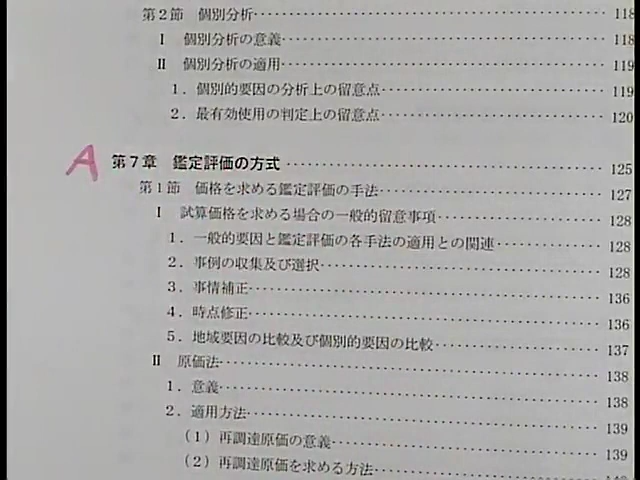 第2節　個別分析 118
Ⅰ　個別分析の意義 118
Ⅱ　個別分析の適用 119
1．個別的要因の分析上の留意点 119
2．最有効使用の判定上の留意点 120
A 第7章　鑑定評価の方式 125
第1節　価格を求める鑑定評価の手法 127
Ⅰ　試算価格を求める場合の一般的留意事項 128
1．一般的要因と鑑定評価の各手法の適用との関連 128
2．事例の収集及び選択 128
3．事情補正 136
4．時点修正 136
5．地域要因の比較及び個別的要因の比較 137
Ⅱ　原価法 138
1．意義 138
2．適用方法 139
（1）再調達原価の意義 139
（2）再調達原価を求める方法